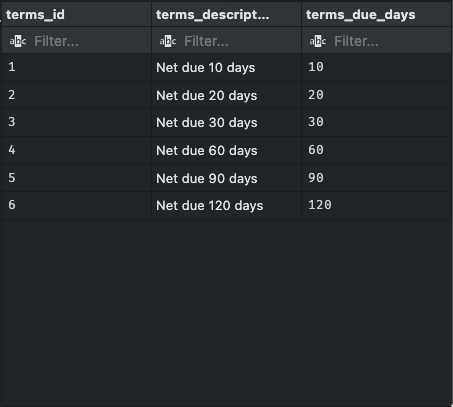 terms_id terms_descript... terms_due_days
abc Filter... abc Filter... abc Filter...
1 Net due 10 days 10
2 Net due 20 days 20
3 Net due 30 days 30
4 Net due 60 days 60
5 Net due 90 days 90
6 Net due 120 days 120